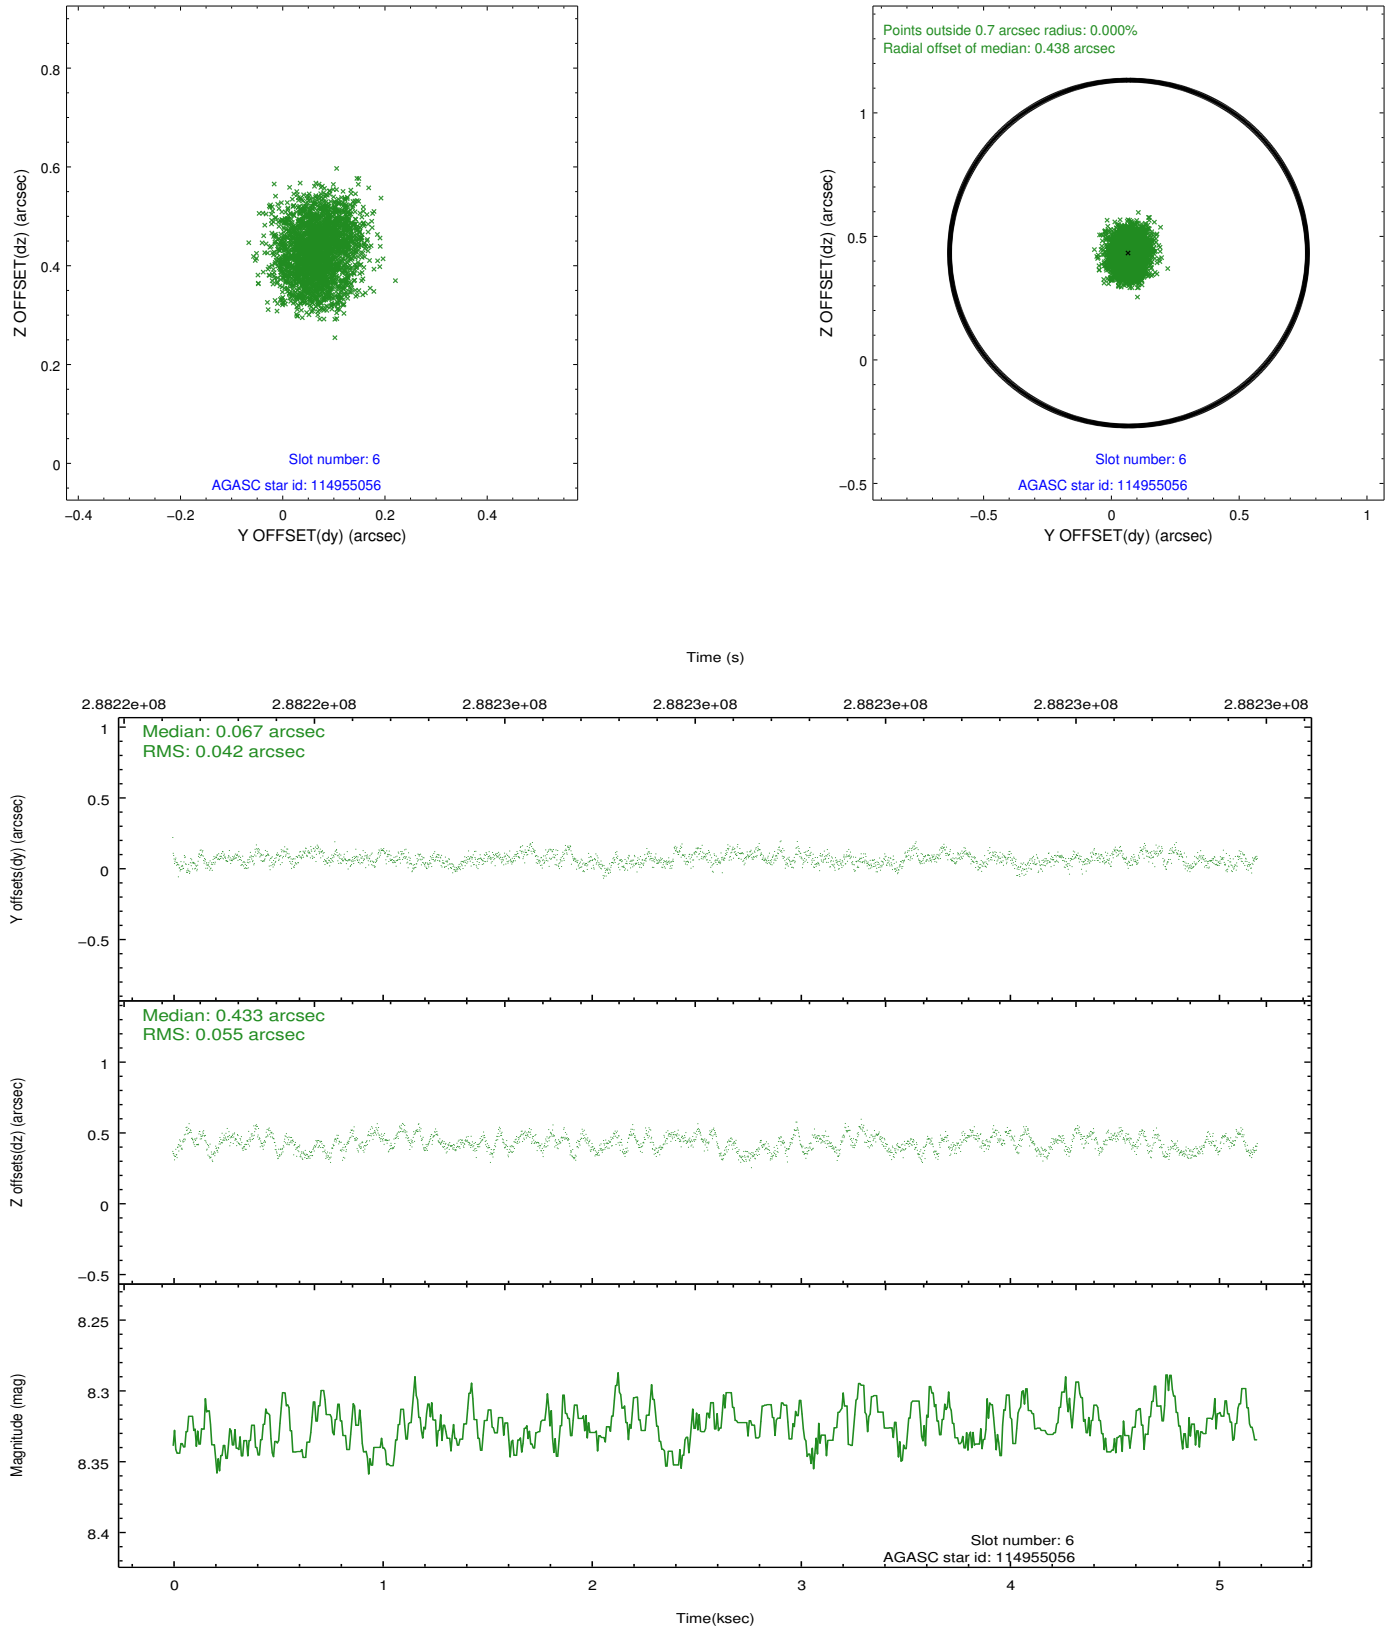 0.8
0.6
0.4
0.2
0
Z OFFSET(dz) (arcsec)
Slot number: 6
AGASC star id: 114955056
−0.4 −0.2 0 0.2 0.4
Y OFFSET(dy) (arcsec)
Points outside 0.7 arcsec radius: 0.000%
Radial offset of median: 0.438 arcsec
1
0.5
0
−0.5
Z OFFSET(dz) (arcsec)
Slot number: 6
AGASC star id: 114955056
−0.5 0 0.5 1
Y OFFSET(dy) (arcsec)
Time (s)
2.8822e+08 2.8822e+08 2.8823e+08 2.8823e+08 2.8823e+08 2.8823e+08 2.8823e+08
Median: 0.067 arcsec
RMS: 0.042 arcsec
1
0.5
0
−0.5
Y offsets(dy) (arcsec)
Median: 0.433 arcsec
RMS: 0.055 arcsec
1
0.5
0
−0.5
Z offsets(dz) (arcsec)
8.25
8.3
8.35
8.4
Magnitude (mag)
Slot number: 6
AGASC star id: 114955056
0 1 2 3 4 5
Time(ksec)